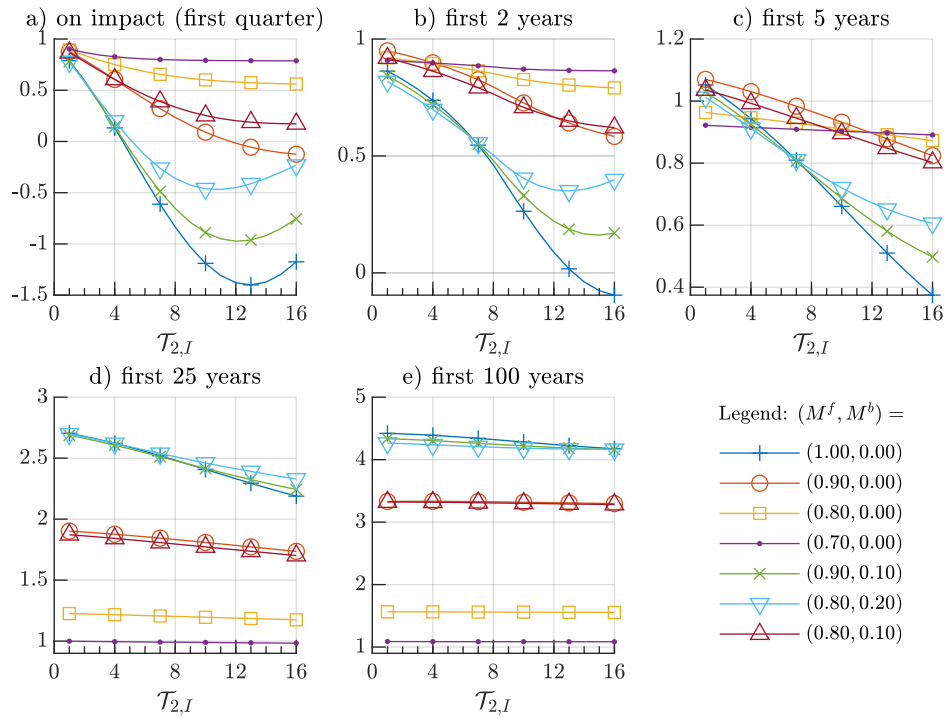 a) on impact (first quarter)
1
0.5
0
-0.5
-1
-1.5
0 4 8 12 16
𝒯2,I
b) first 2 years
1
0.5
0
0 4 8 12 16
𝒯2,I
c) first 5 years
1.2
1.0
0.8
0.6
0.4
0 4 8 12 16
𝒯2,I
d) first 25 years
3
2.5
2
1.5
1
0 4 8 12 16
𝒯2,I
e) first 100 years
5
4
3
2
1
0 4 8 12 16
𝒯2,I
Legend: (M^f, M^b) =
(1.00, 0.00)
(0.90, 0.00)
(0.80, 0.00)
(0.70, 0.00)
(0.90, 0.10)
(0.80, 0.20)
(0.80, 0.10)